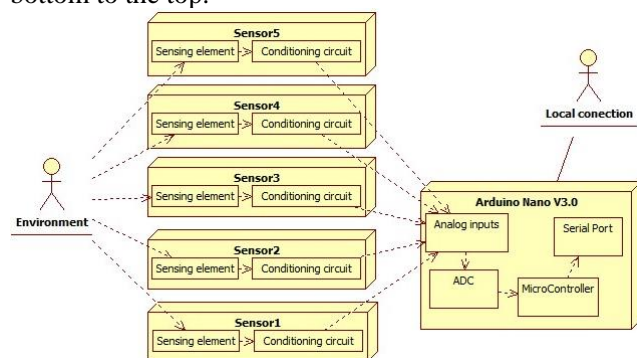 bottom to the top.
Sensor5
Sensing element
Conditioning circuit
Sensor4
Sensing element
Conditioning circuit
Sensor3
Sensing element
Conditioning circuit
Sensor2
Sensing element
Conditioning circuit
Sensor1
Sensing element
Conditioning circuit
Environment
Local conection
Arduino Nano V3.0
Analog inputs
Serial Port
ADC
MicroController